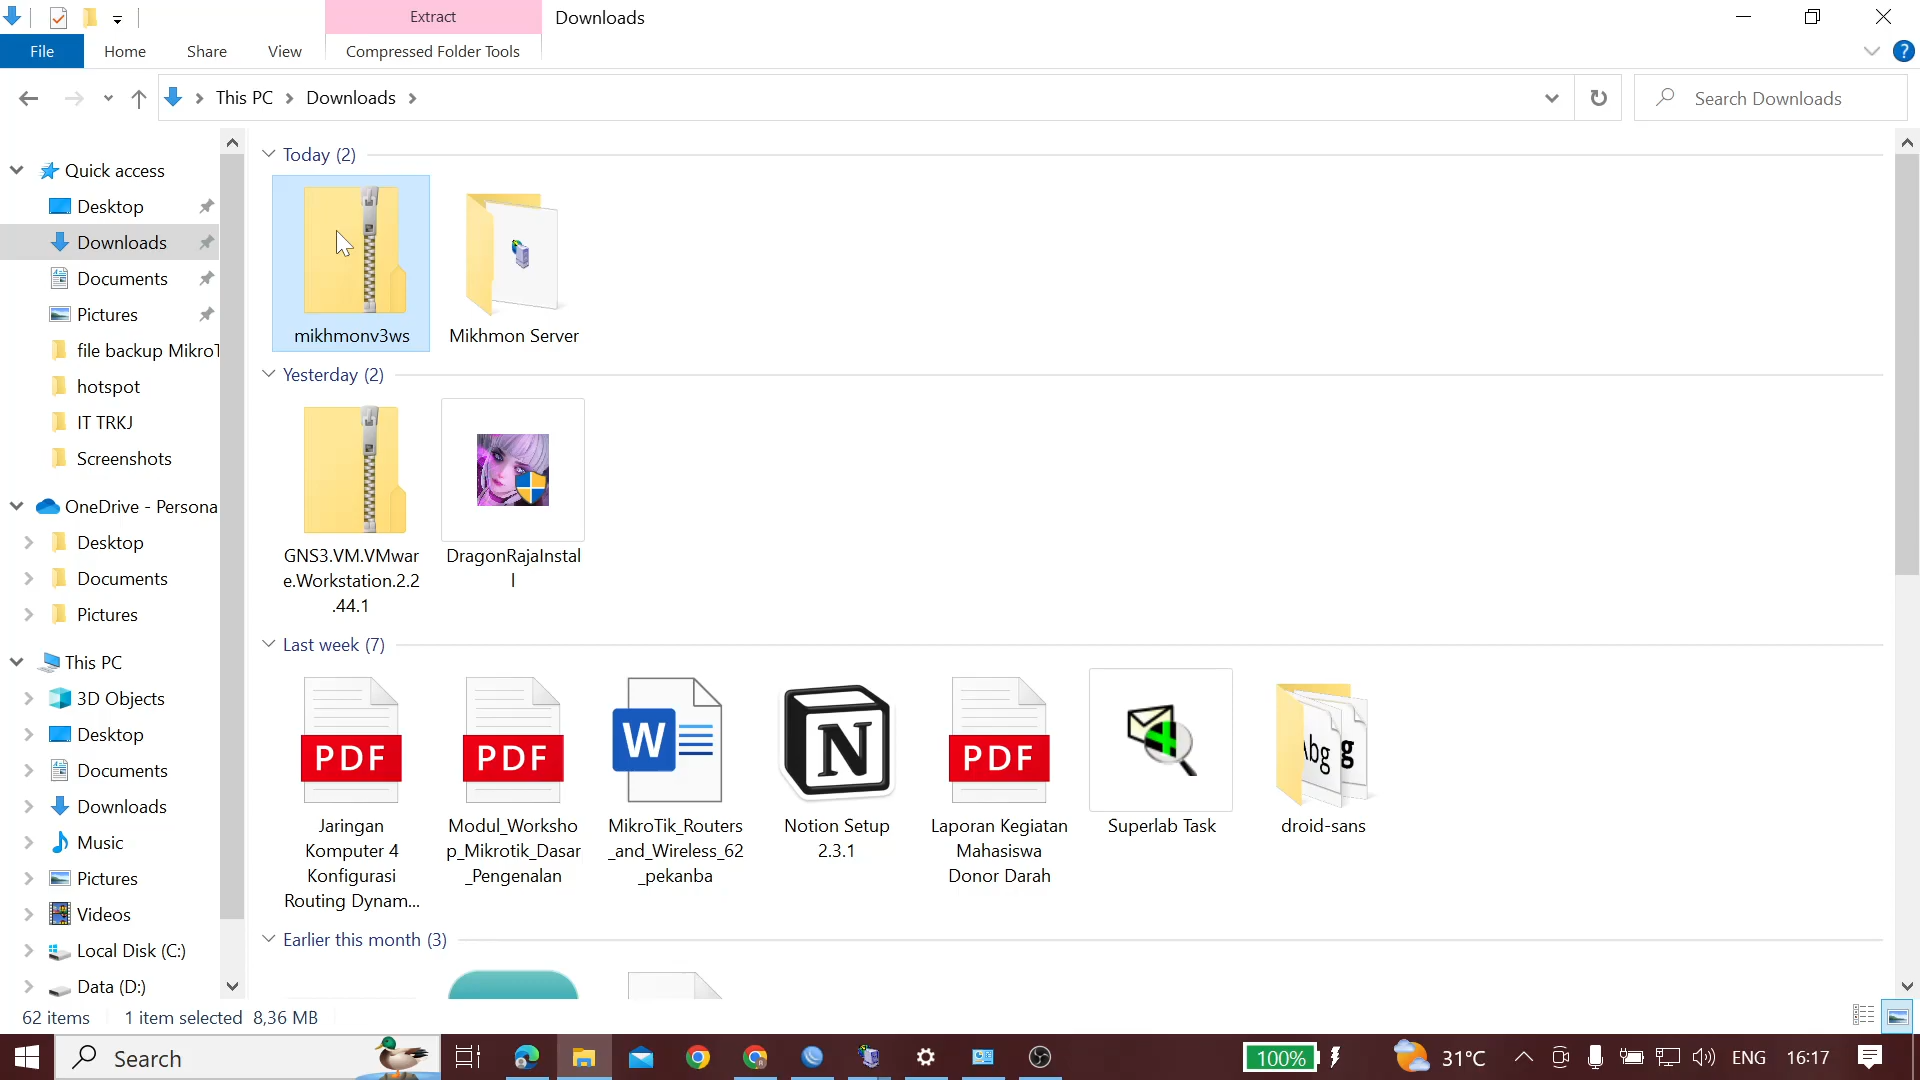 Extract
Downloads
File
Home
Share
View
Compressed Folder Tools
?
This PC
Downloads
Search Downloads
Quick access
Desktop
Downloads
Documents
Pictures
file backup MikroT
hotspot
IT TRKJ
Screenshots
OneDrive - Persona
Desktop
Documents
Pictures
This PC
3D Objects
Desktop
Documents
Downloads
Music
Pictures
Videos
Local Disk (C:)
Data (D:)
Today (2)
mikhmonv3ws
Mikhmon Server
Yesterday (2)
GNS3.VM.VMwar
e.Workstation.2.2
.44.1
DragonRajaInstal
l
Last week (7)
PDF
Jaringan
Komputer 4
Konfigurasi
Routing Dynam...
PDF
Modul_Worksho
p_Mikrotik_Dasar
_Pengenalan
W
MikroTik_Routers
_and_Wireless_62
_pekanba
N
Notion Setup
2.3.1
PDF
Laporan Kegiatan
Mahasiswa
Donor Darah
4
Superlab Task
Abg
g
droid-sans
Earlier this month (3)
62 items
1 item selected 8,36 MB
Search
100%
31°C
ENG
16:17